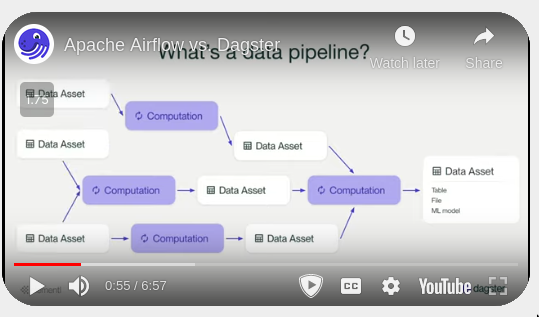 Apache Airflow vs. Dagster
What's a data pipeline?
Watch later
Share
1.75
Data Asset
Computation
Data Asset
Data Asset
Data Asset
Table
File
ML model
Computation
Data Asset
Computation
Data Asset
Computation
Data Asset
0:55 / 6:57
CC
YouTube
dagster